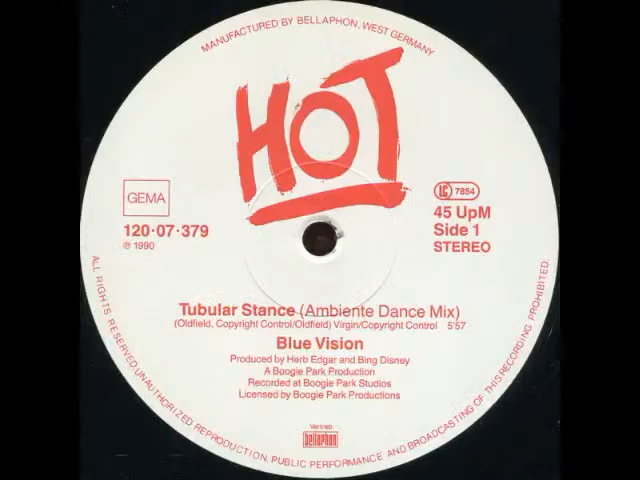 MANUFACTURED BY BELLAPHON, WEST GERMANY
HOT
GEMA
LC 7854
120·07·379
℗ 1990
45 UpM
Side 1
STEREO
Tubular Stance (Ambiente Dance Mix)
(Oldfield, Copyright Control/Oldfield) Virgin/Copyright Control 5'57
Blue Vision
Produced by Herb Edgar and Bing Disney
A Boogie Park Production
Recorded at Boogie Park Studios
Licensed by Boogie Park Productions
Vertrieb
bellaphon
ALL RIGHTS RESERVED. UNAUTHORIZED REPRODUCTION, PUBLIC PERFORMANCE AND BROADCASTING OF THIS RECORDING PROHIBITED.